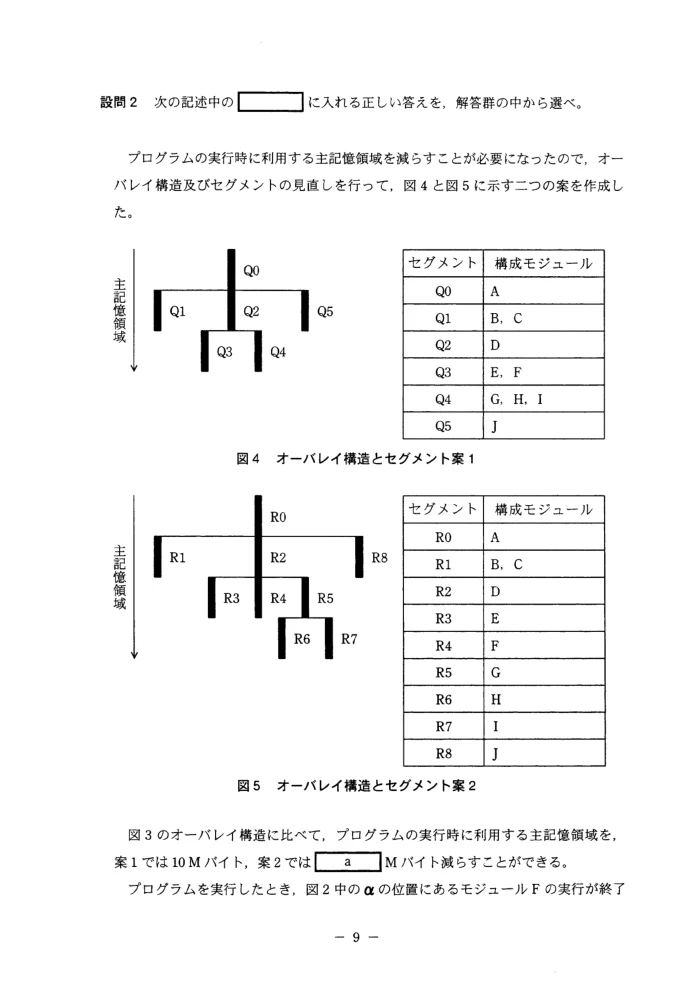 設問2 次の記述中の に入れる正しい答えを,解答群の中から選べ。
プログラムの実行時に利用する主記憶領域を減らすことが必要になったので,オー
バレイ構造及びセグメントの見直しを行って,図4と図5に示す二つの案を作成し
た。
主記憶領域
Q0
Q1
Q2
Q5
Q3
Q4
セグメント 構成モジュール
Q0 A
Q1 B,C
Q2 D
Q3 E,F
Q4 G,H,I
Q5 J
図4 オーバレイ構造とセグメント案1
主記憶領域
R0
R1
R2
R8
R3
R4
R5
R6
R7
セグメント 構成モジュール
R0 A
R1 B,C
R2 D
R3 E
R4 F
R5 G
R6 H
R7 I
R8 J
図5 オーバレイ構造とセグメント案2
図3のオーバレイ構造に比べて,プログラムの実行時に利用する主記憶領域を,
案1では10Mバイト,案2では a Mバイト減らすことができる。
プログラムを実行したとき,図2中のαの位置にあるモジュールFの実行が終了
- 9 -